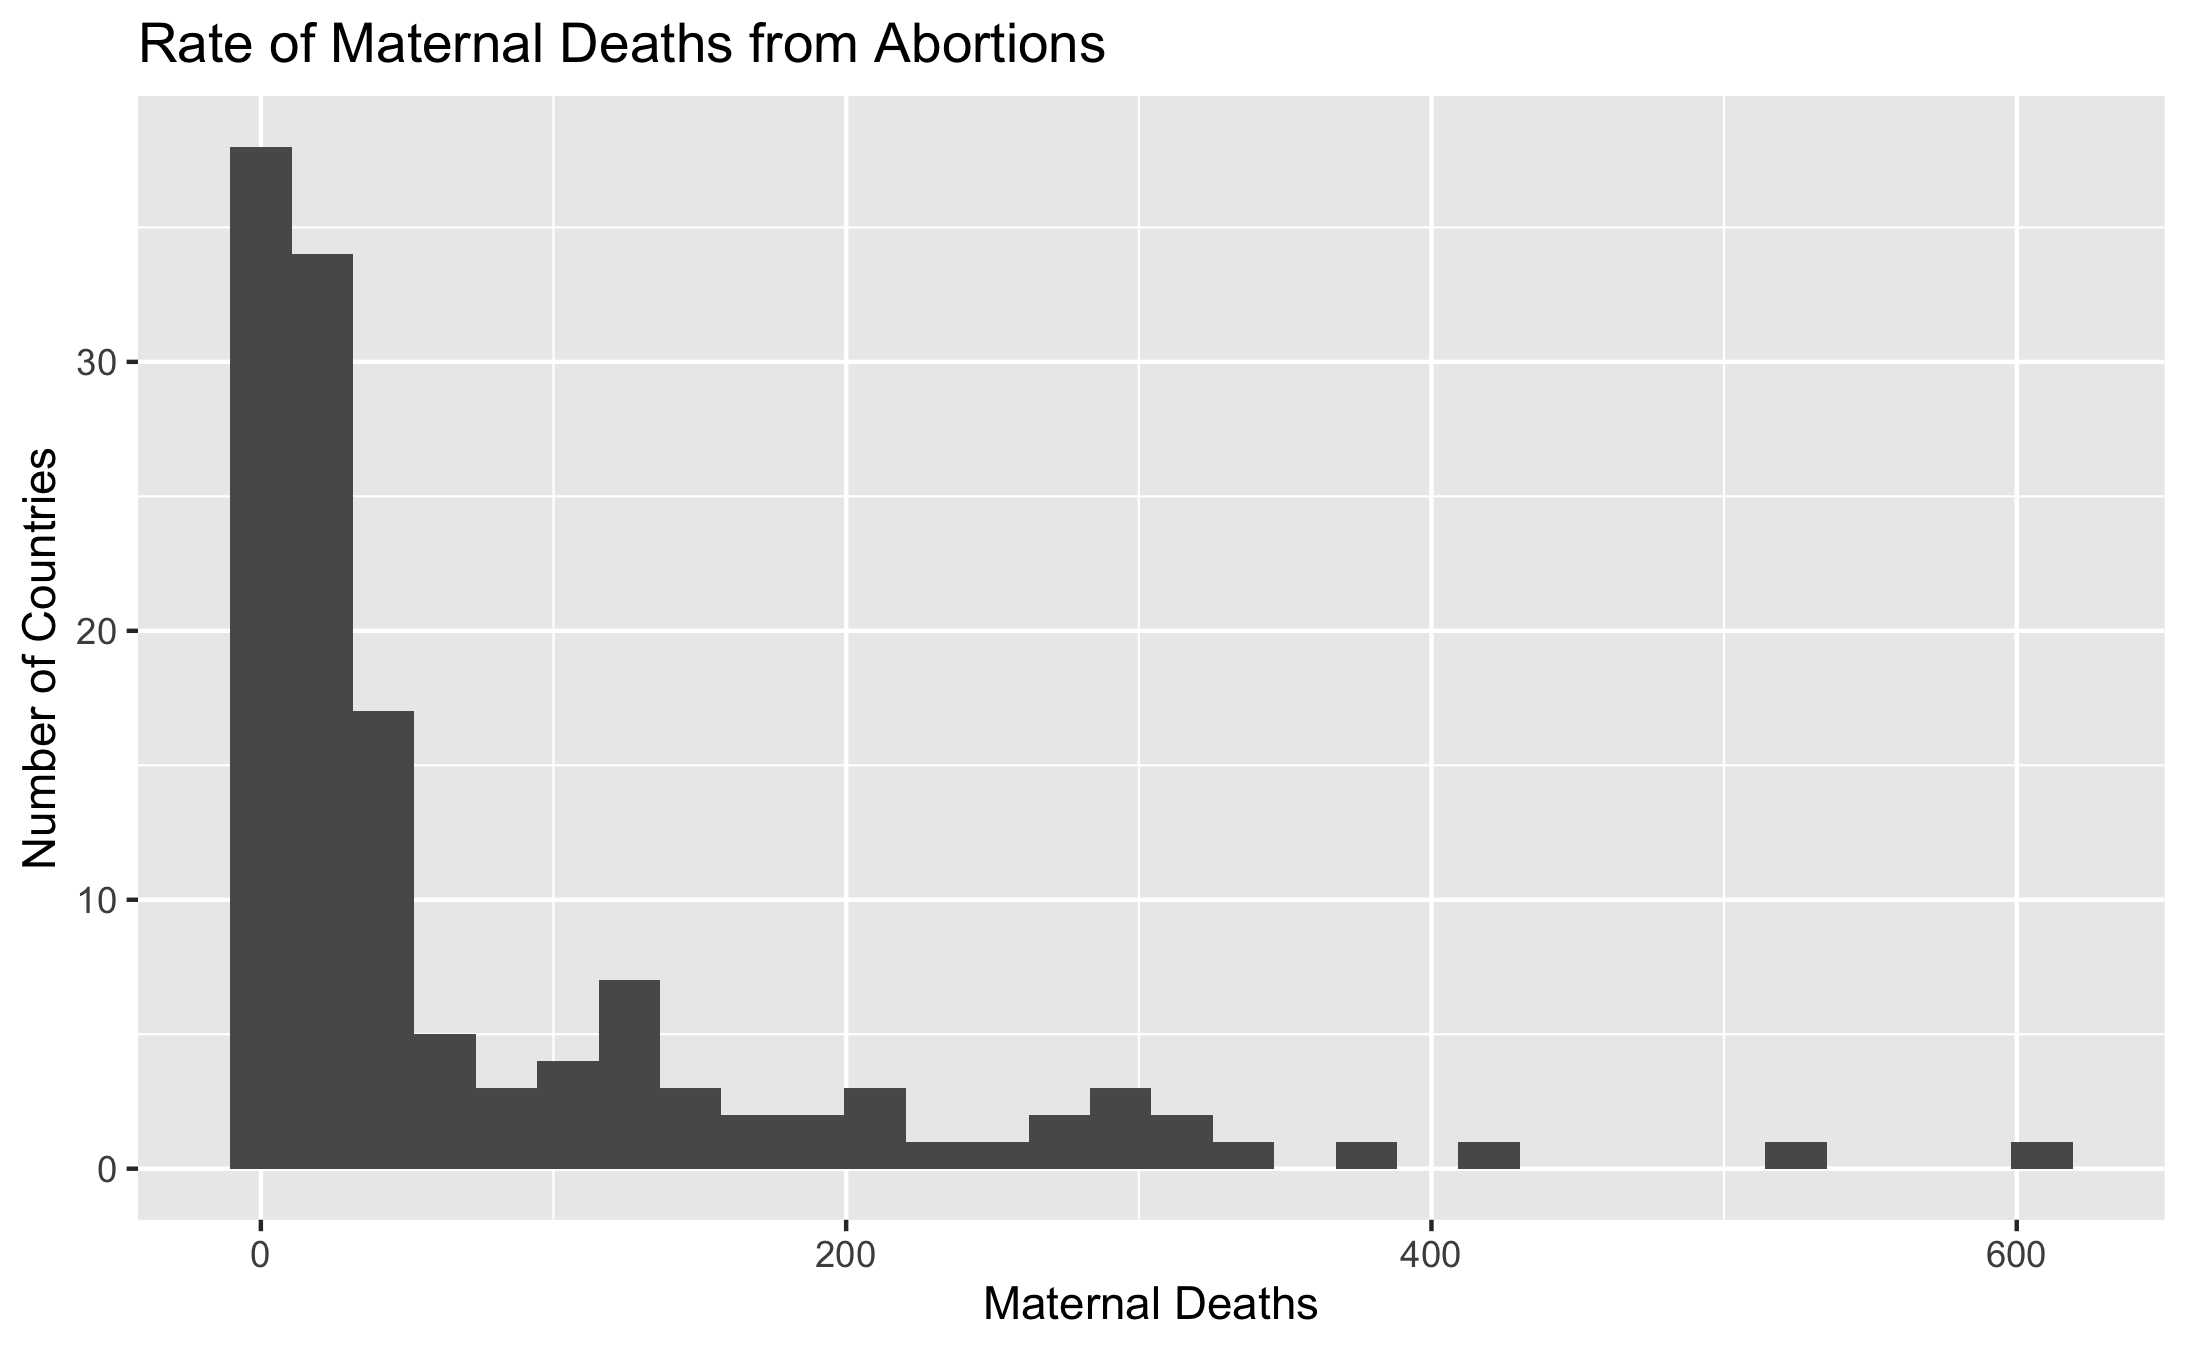 Rate of Maternal Deaths from Abortions
Number of Countries
30
20
10
0
0 200 400 600
Maternal Deaths